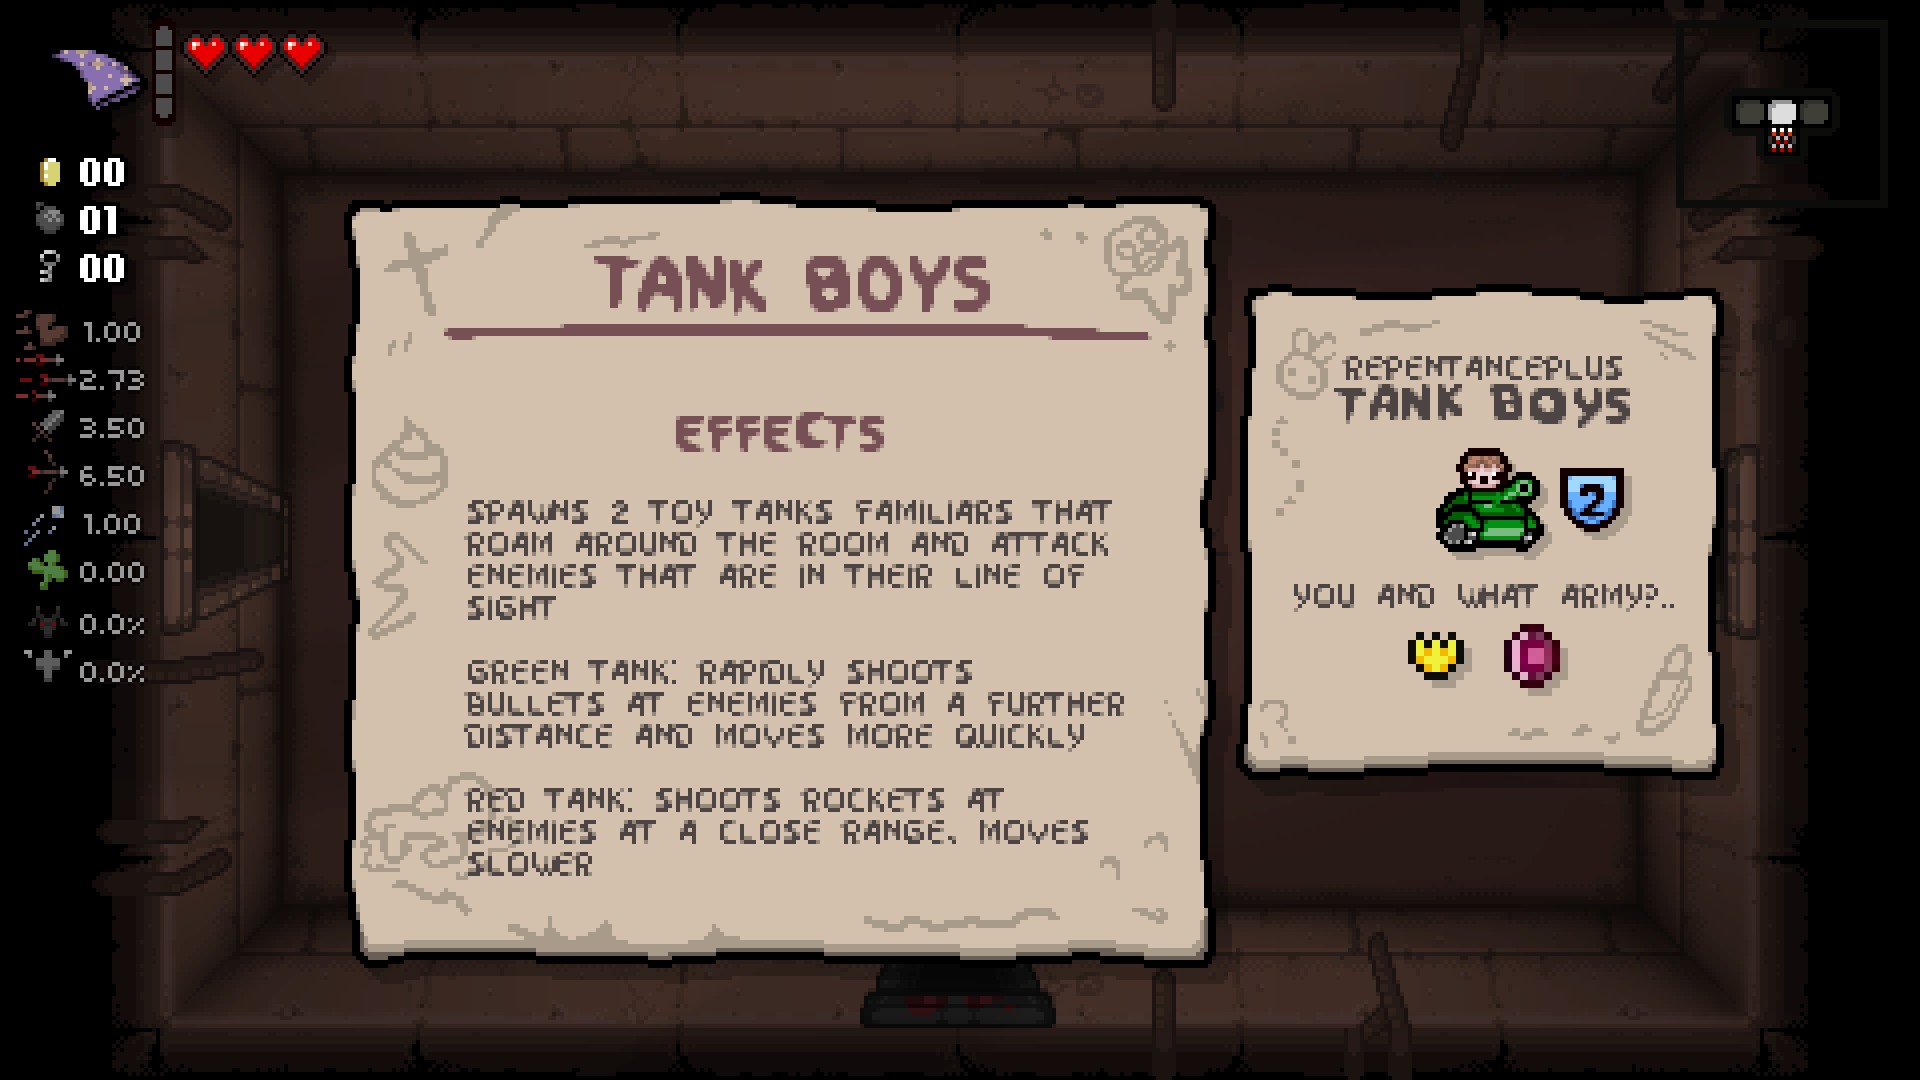 00
01
00
1.00
2.73
3.50
6.50
1.00
0.00
0.0%
0.0%
TANK BOYS
EFFECTS
SPAWNS 2 TOY TANKS FAMILIARS THAT
ROAM AROUND THE ROOM AND ATTACK
ENEMIES THAT ARE IN THEIR LINE OF
SIGHT
GREEN TANK: RAPIDLY SHOOTS
BULLETS AT ENEMIES FROM A FURTHER
DISTANCE AND MOVES MORE QUICKLY
RED TANK: SHOOTS ROCKETS AT
ENEMIES AT A CLOSE RANGE. MOVES
SLOWER
REPENTANCEPLUS
TANK BOYS
2
YOU AND WHAT ARMY?..